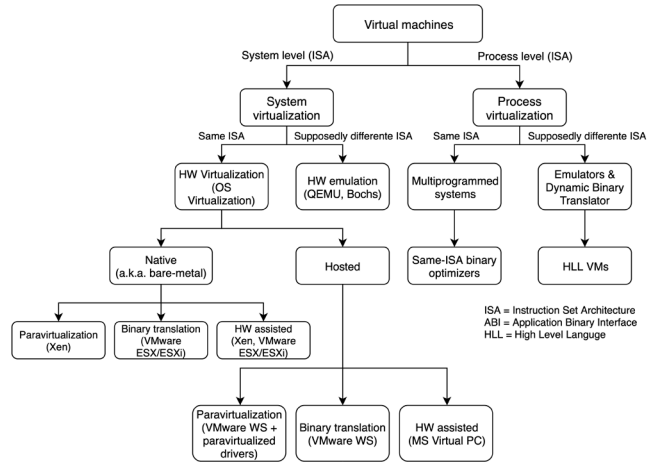 Virtual machines
System level (ISA)
Process level (ISA)
System
virtualization
Process
virtualization
Same ISA
Supposedly differente ISA
Same ISA
Supposedly differente ISA
HW Virtualization
(OS
Virtualization)
HW emulation
(QEMU, Bochs)
Multiprogrammed
systems
Emulators &
Dynamic Binary
Translator
Native
(a.k.a. bare-metal)
Hosted
Same-ISA binary
optimizers
HLL VMs
Paravirtualization
(Xen)
Binary translation
(VMware
ESX/ESXi)
HW assisted
(Xen, VMware
ESX/ESXi)
ISA = Instruction Set Architecture
ABI = Application Binary Interface
HLL = High Level Languge
Paravirtualization
(VMware WS +
paravirtualized
drivers)
Binary translation
(VMware WS)
HW assisted
(MS Virtual PC)